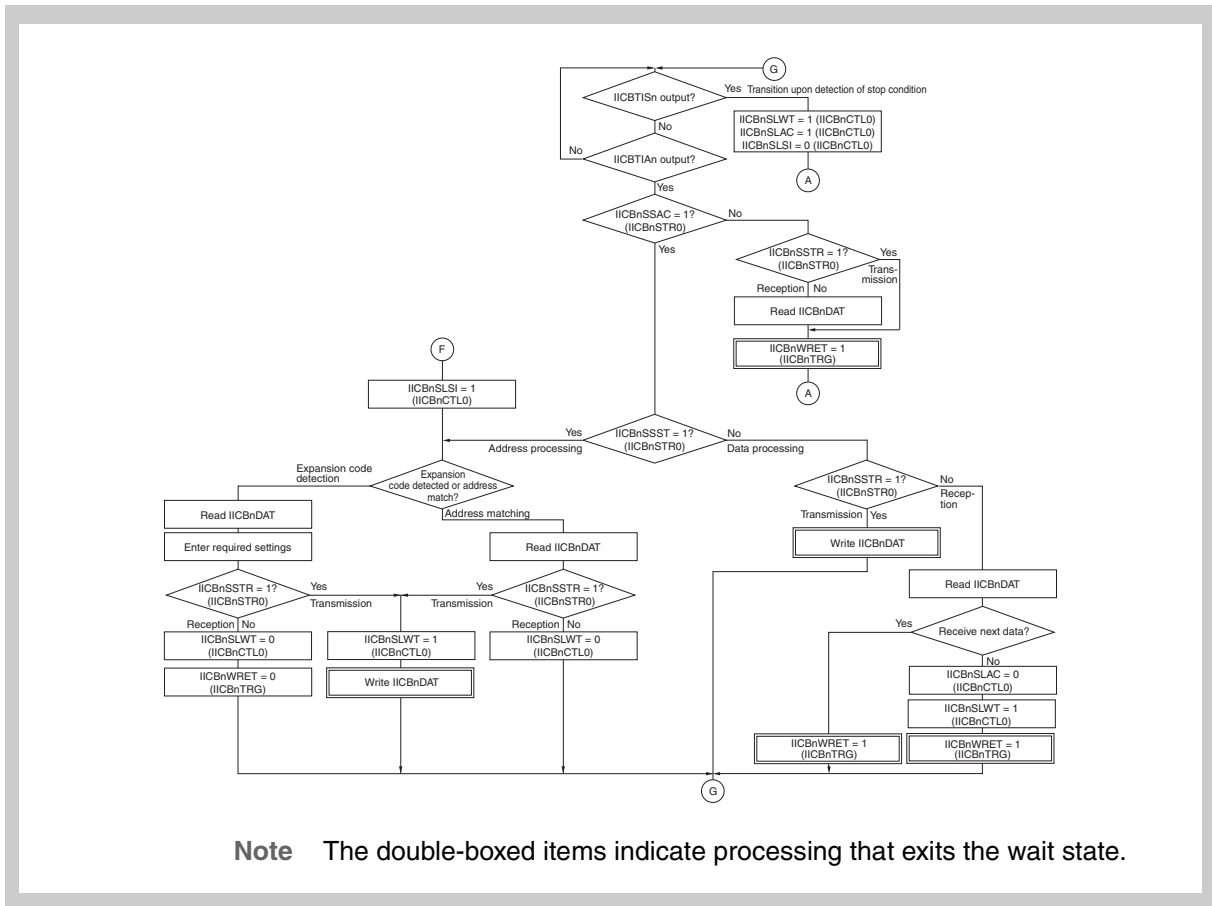 G
IICBTISn output?
Yes
Transition upon detection of stop condition
IICBnSLWT = 1 (IICBnCTL0)
IICBnSLAC = 1 (IICBnCTL0)
IICBnSLSI = 0 (IICBnCTL0)
No
No
IICBTIAn output?
A
Yes
IICBnSSAC = 1?
(IICBnSTR0)
No
Yes
IICBnSSTR = 1?
(IICBnSTR0)
Yes
Trans-
mission
Reception
No
Read IICBnDAT
IICBnWRET = 1
(IICBnTRG)
A
F
IICBnSLSI = 1
(IICBnCTL0)
Yes
Address processing
IICBnSSST = 1?
(IICBnSTR0)
No
Data processing
Expansion code
detection
Expansion
code detected or address
match?
Address matching
IICBnSSTR = 1?
(IICBnSTR0)
No
Recep-
tion
Transmission
Yes
Write IICBnDAT
Read IICBnDAT
Enter required settings
Read IICBnDAT
IICBnSSTR = 1?
(IICBnSTR0)
Yes
Transmission
Yes
Transmission
IICBnSSTR = 1?
(IICBnSTR0)
Read IICBnDAT
Reception
No
Reception
No
IICBnSLWT = 0
(IICBnCTL0)
IICBnSLWT = 1
(IICBnCTL0)
IICBnSLWT = 0
(IICBnCTL0)
Yes
Receive next data?
No
IICBnWRET = 0
(IICBnTRG)
Write IICBnDAT
IICBnSLAC = 0
(IICBnCTL0)
IICBnSLWT = 1
(IICBnCTL0)
IICBnWRET = 1
(IICBnTRG)
IICBnWRET = 1
(IICBnTRG)
G
Note The double-boxed items indicate processing that exits the wait state.